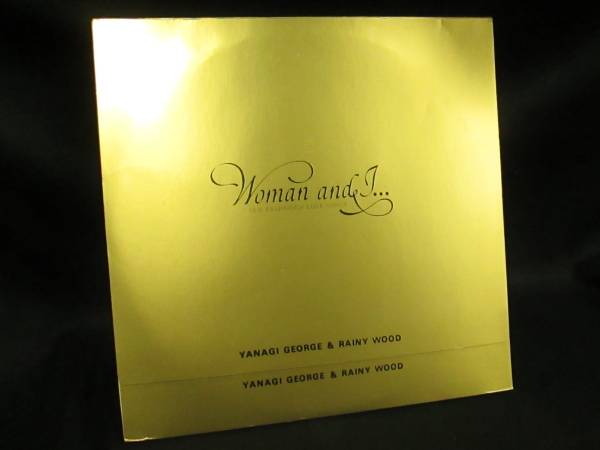 Woman and I...
YANAGI GEORGE & RAINY WOOD
YANAGI GEORGE & RAINY WOOD